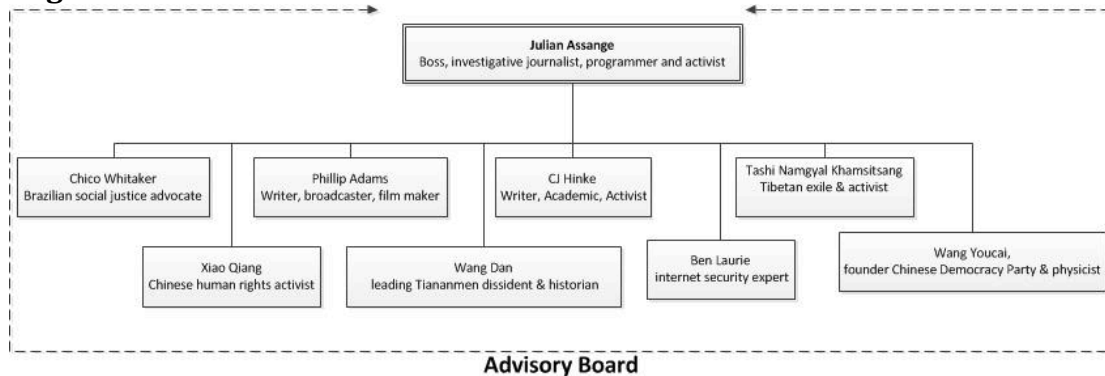 Julian Assange
Boss, investigative journalist, programmer and activist
Chico Whitaker
Brazilian social justice advocate
Phillip Adams
Writer, broadcaster, film maker
CJ Hinke
Writer, Academic, Activist
Tashi Namgyal Khamsitsang
Tibetan exile & activist
Xiao Qiang
Chinese human rights activist
Wang Dan
leading Tiananmen dissident & historian
Ben Laurie
internet security expert
Wang Youcai,
founder Chinese Democracy Party & physicist
Advisory Board